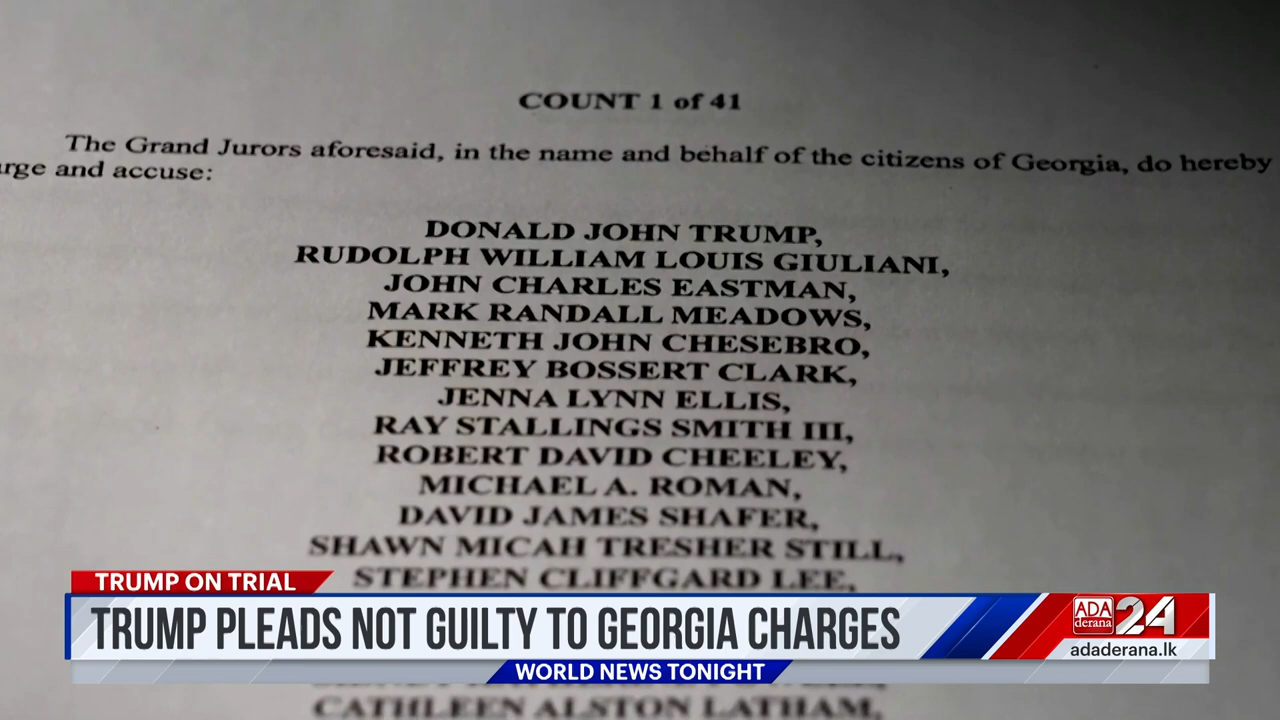 COUNT 1 of 41
The Grand Jurors aforesaid, in the name and behalf of the citizens of Georgia, do hereby
arge and accuse:
DONALD JOHN TRUMP,
RUDOLPH WILLIAM LOUIS GIULIANI,
JOHN CHARLES EASTMAN,
MARK RANDALL MEADOWS,
KENNETH JOHN CHESEBRO,
JEFFREY BOSSERT CLARK,
JENNA LYNN ELLIS,
RAY STALLINGS SMITH III,
ROBERT DAVID CHEELEY,
MICHAEL A. ROMAN,
DAVID JAMES SHAFER,
SHAWN MICAH TRESHER STILL,
STEPHEN CLIFFGARD LEE,
TRUMP ON TRIAL
TRUMP PLEADS NOT GUILTY TO GEORGIA CHARGES
ADA
derana
24
adaderana.lk
WORLD NEWS TONIGHT
CATHLEEN ALSTON LATHAM,